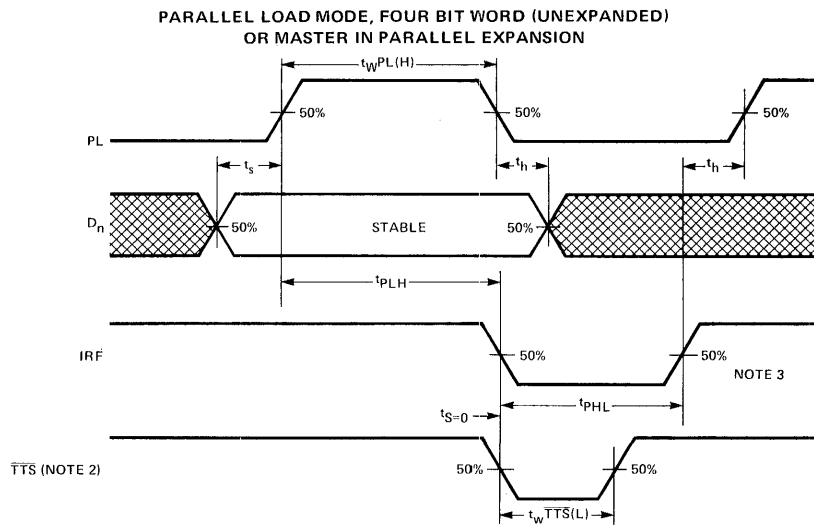 PARALLEL LOAD MODE, FOUR BIT WORD (UNEXPANDED)
OR MASTER IN PARALLEL EXPANSION
twPL(H)
50%
50%
50%
PL
ts
th
th
Dn
50%
STABLE
50%
tPLH
IRF
50%
50%
NOTE 3
tS=0
tPHL
TTS (NOTE 2)
50%
50%
twTTS(L)